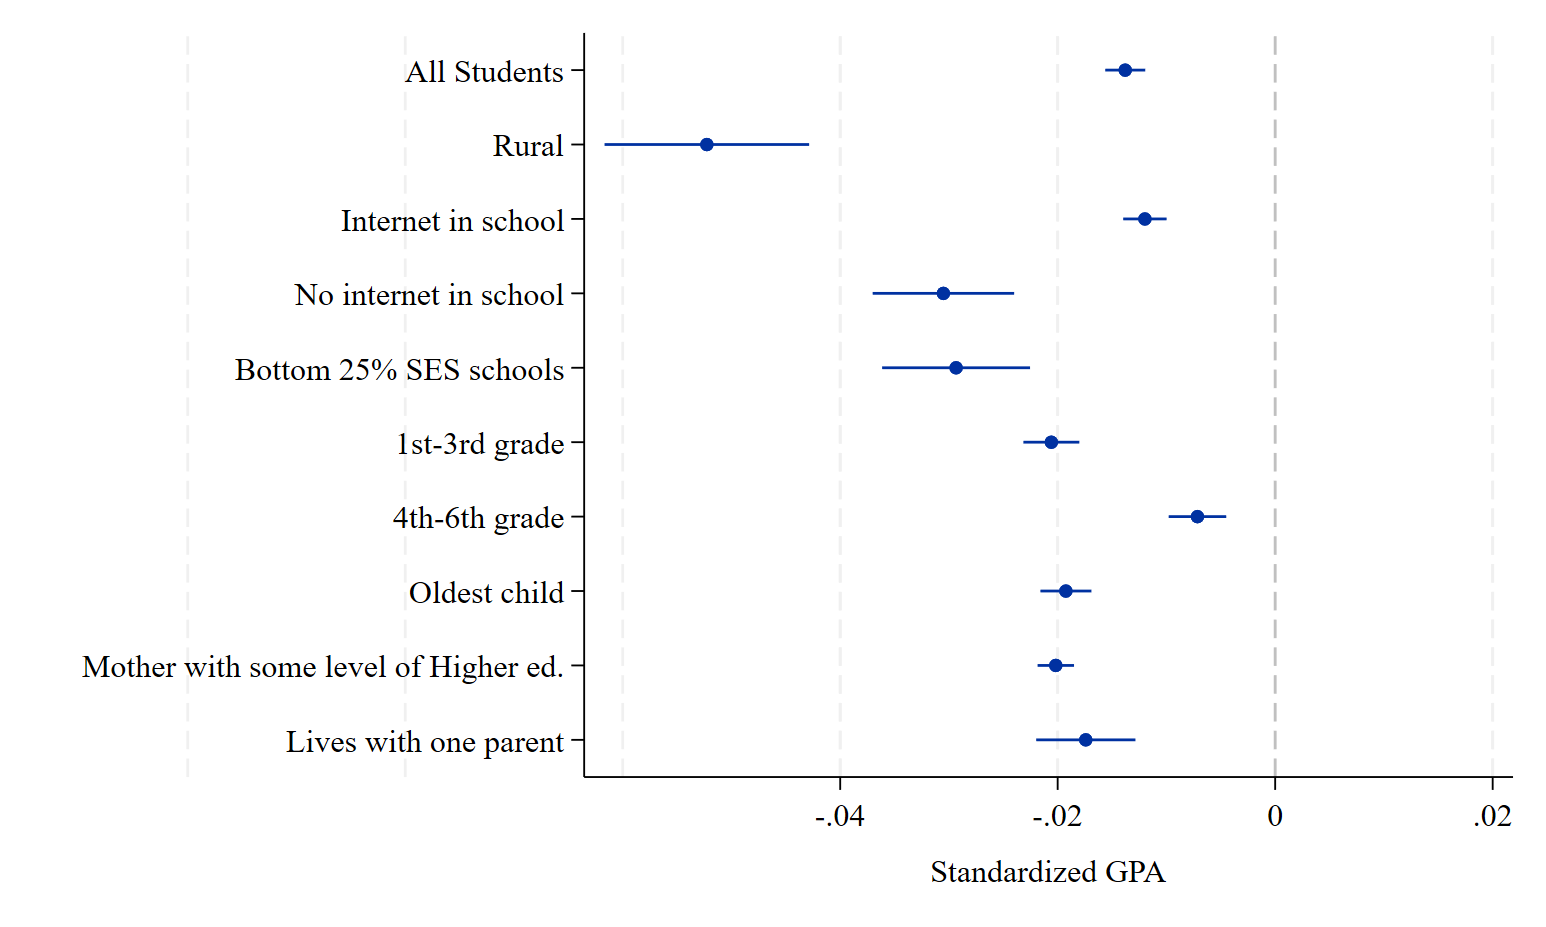 All Students
Rural
Internet in school
No internet in school
Bottom 25% SES schools
1st-3rd grade
4th-6th grade
Oldest child
Mother with some level of Higher ed.
Lives with one parent
-.04 -.02 0 .02
Standardized GPA